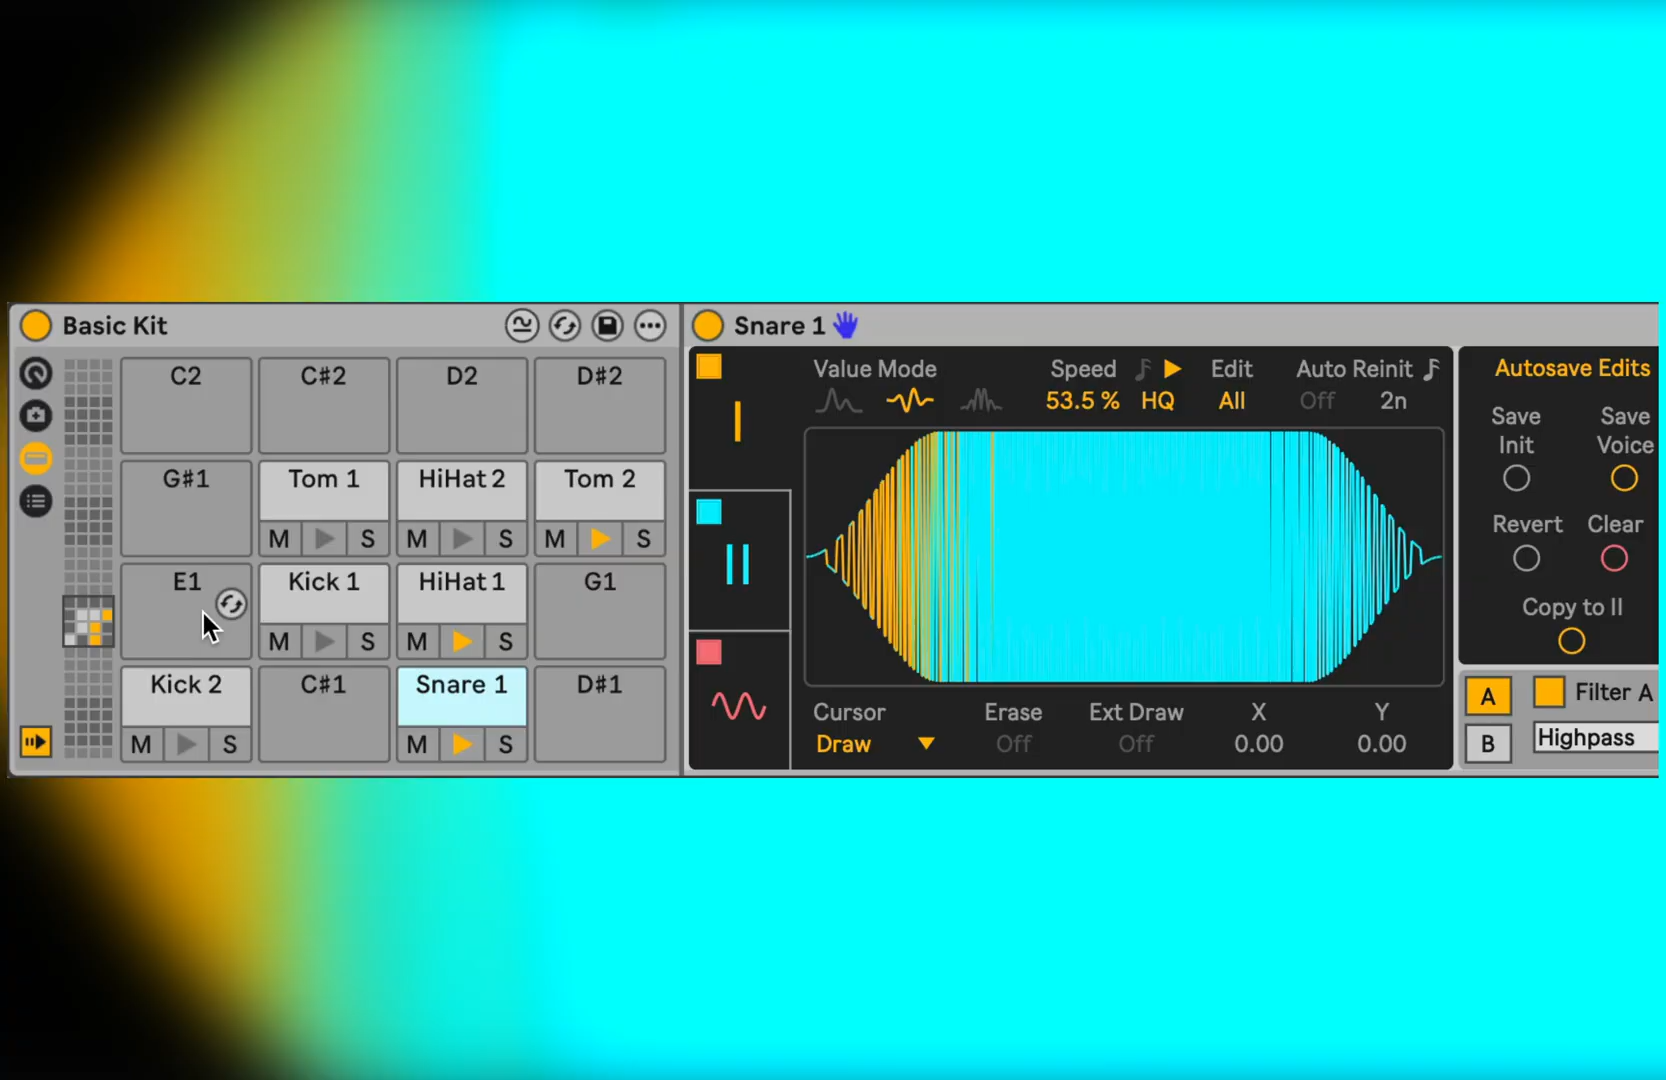 Basic Kit
C2 C#2 D2 D#2
G#1 Tom 1 HiHat 2 Tom 2
M S M S M S
E1 Kick 1 HiHat 1 G1
M S M S
Kick 2 C#1 Snare 1 D#1
M S M S
Snare 1
Value Mode Speed Edit Auto Reinit
53.5 % HQ All Off 2n
Cursor Erase Ext Draw X Y
Draw Off Off 0.00 0.00
Autosave Edits
Save Save
Init Voice
Revert Clear
Copy to II
A Filter A
B Highpass